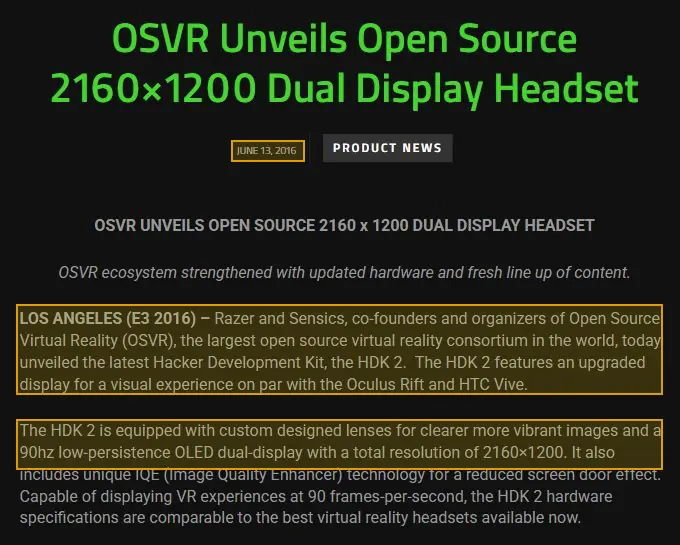 OSVR Unveils Open Source
2160×1200 Dual Display Headset
JUNE 13, 2016
PRODUCT NEWS
OSVR UNVEILS OPEN SOURCE 2160 x 1200 DUAL DISPLAY HEADSET
OSVR ecosystem strengthened with updated hardware and fresh line up of content.
LOS ANGELES (E3 2016) – Razer and Sensics, co-founders and organizers of Open Source
Virtual Reality (OSVR), the largest open source virtual reality consortium in the world, today
unveiled the latest Hacker Development Kit, the HDK 2.  The HDK 2 features an upgraded
display for a visual experience on par with the Oculus Rift and HTC Vive.
The HDK 2 is equipped with custom designed lenses for clearer more vibrant images and a
90hz low-persistence OLED dual-display with a total resolution of 2160×1200. It also
includes unique IQE (Image Quality Enhancer) technology for a reduced screen door effect.
Capable of displaying VR experiences at 90 frames-per-second, the HDK 2 hardware
specifications are comparable to the best virtual reality headsets available now.